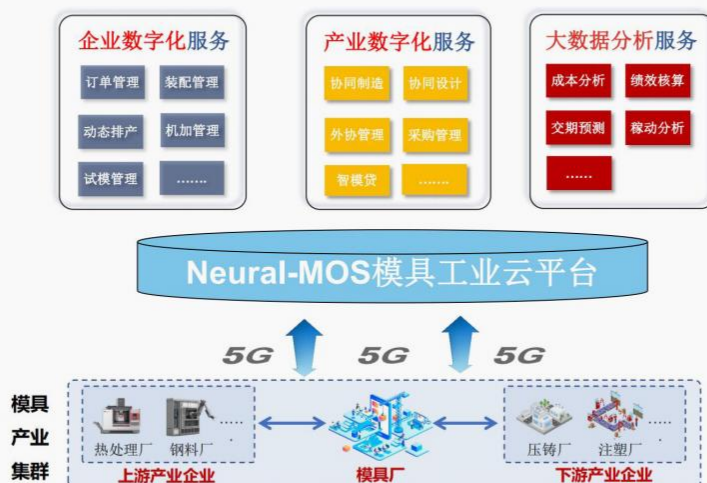 企业数字化服务
订单管理 装配管理
动态排产 机加管理
试模管理 .......
产业数字化服务
协同制造 协同设计
外协管理 采购管理
智模贷 .......
大数据分析服务
成本分析 绩效核算
交期预测 稼动分析
......
Neural-MOS模具工业云平台
5G 5G 5G
模具
产业
集群
热处理厂 钢料厂 ......
上游产业企业
模具厂
压铸厂 注塑厂 ......
下游产业企业